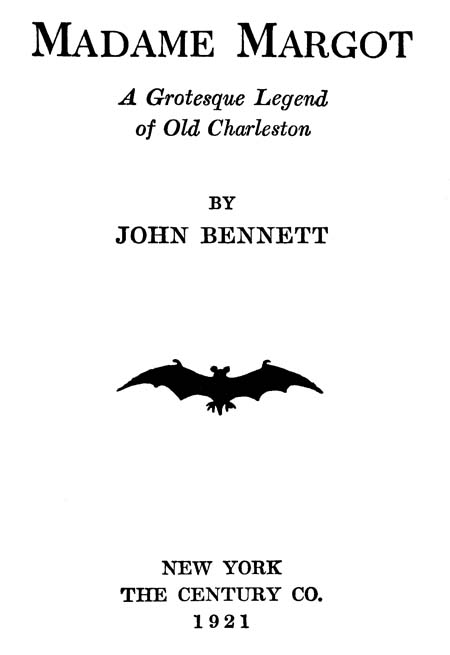 MADAME MARGOT
A Grotesque Legend
of Old Charleston
BY
JOHN BENNETT
NEW YORK
THE CENTURY CO.
1921